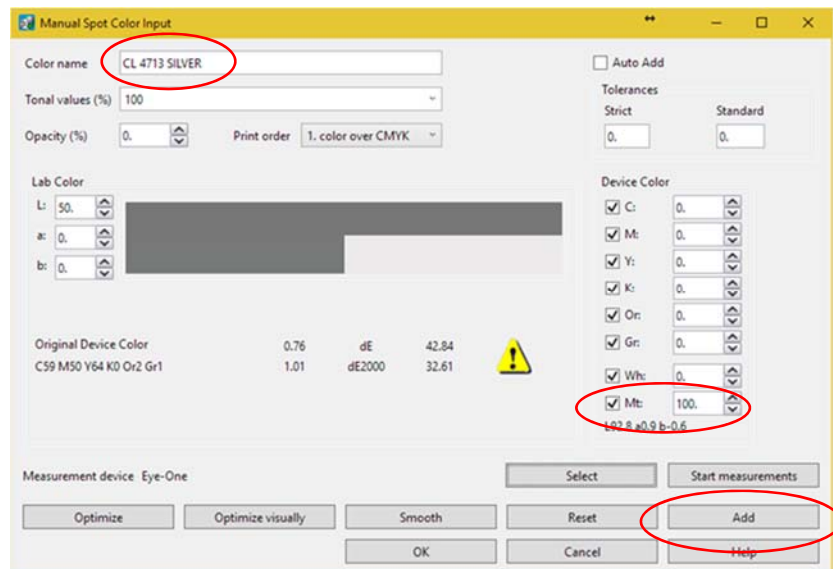 Manual Spot Color Input
Color name CL 4713 SILVER
Auto Add
Tonal values (%) 100
Tolerances
Strict Standard
0. 0.
Opacity (%) 0. Print order 1. color over CMYK
Lab Color
L: 50.
a: 0.
b: 0.
Device Color
C: 0.
M: 0.
Y: 0.
K: 0.
Or: 0.
Gr: 0.
Wh: 0.
Mt: 100.
L92.8 a0.9 b-0.6
Original Device Color 0.76 dE 42.84
C59 M50 Y64 K0 Or2 Gr1 1.01 dE2000 32.61
Measurement device Eye-One
Select Start measurements
Optimize Optimize visually Smooth Reset Add
OK Cancel Help